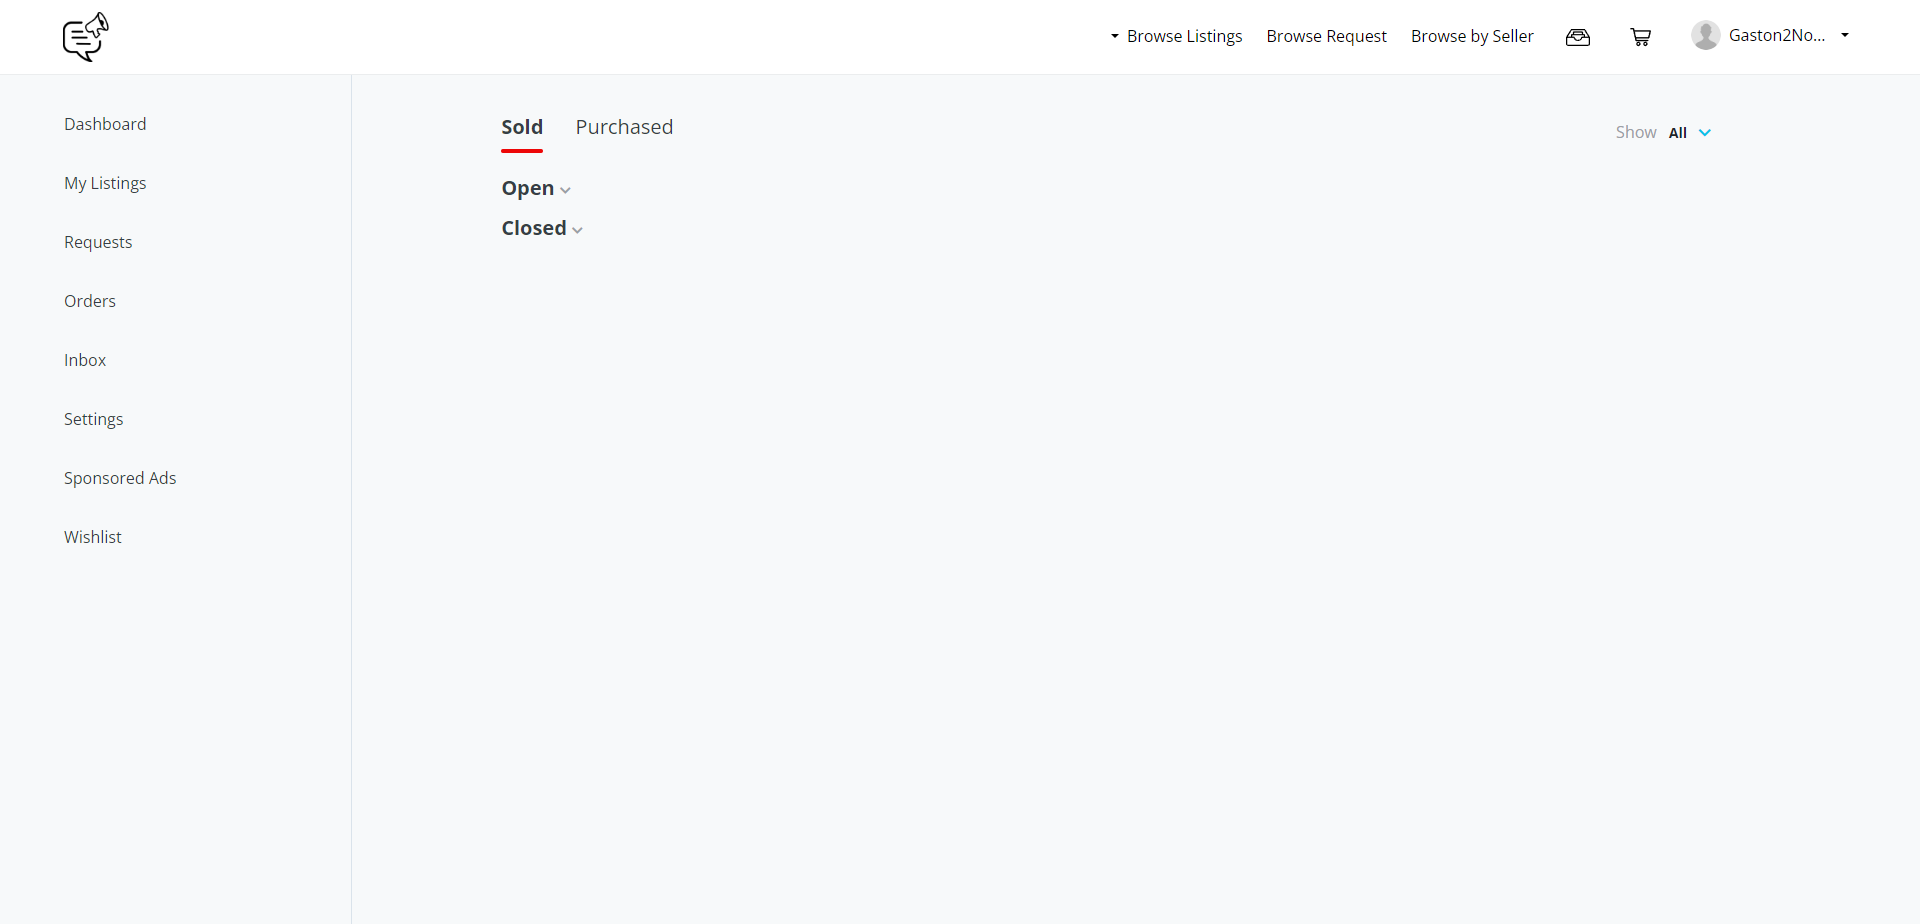 Browse Listings Browse Request Browse by Seller Gaston2No...
Dashboard
My Listings
Requests
Orders
Inbox
Settings
Sponsored Ads
Wishlist
Sold Purchased
Show All
Open
Closed